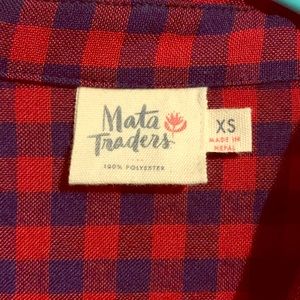 Mata
Traders
100% POLYESTER
XS
MADE IN
NEPAL